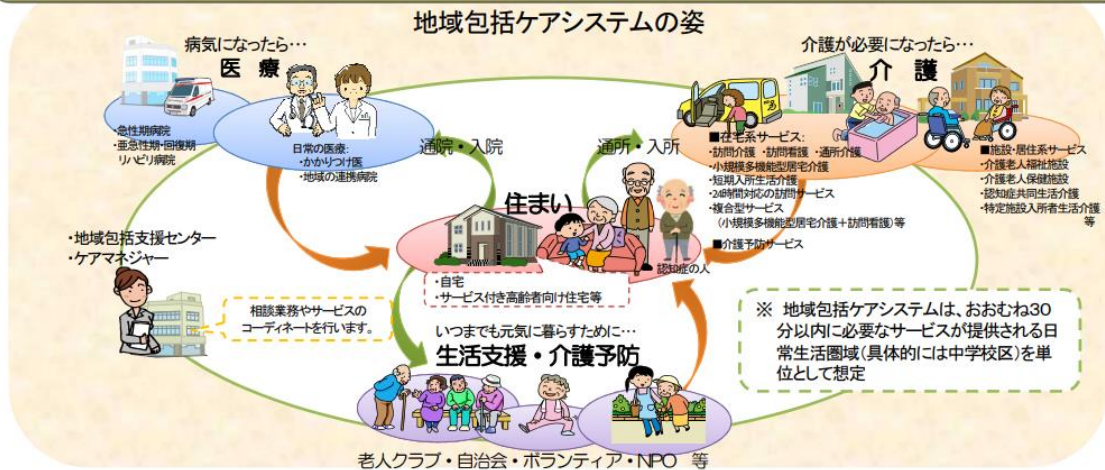 地域包括ケアシステムの姿
病気になったら…
医 療
・急性期病院
・亜急性期・回復期
リハビリ病院
日常の医療:
・かかりつけ医
・地域の連携病院
通院・入院
通所・入所
介護が必要になったら…
介 護
■在宅系サービス:
・訪問介護 ・訪問看護 ・通所介護
・小規模多機能型居宅介護
・短期入所生活介護
・24時間対応の訪問サービス
・複合型サービス
(小規模多機能型居宅介護+訪問看護)等
■介護予防サービス
■施設・居住系サービス
・介護老人福祉施設
・介護老人保健施設
・認知症共同生活介護
・特定施設入所者生活介護
等
住まい
・自宅
・サービス付き高齢者向け住宅等
認知症の人
・地域包括支援センター
・ケアマネジャー
相談業務やサービスの
コーディネートを行います。
いつまでも元気に暮らすために…
生活支援・介護予防
老人クラブ・自治会・ボランティア・NPO 等
※ 地域包括ケアシステムは、おおむね30
分以内に必要なサービスが提供される日
常生活圏域(具体的には中学校区)を単
位として想定